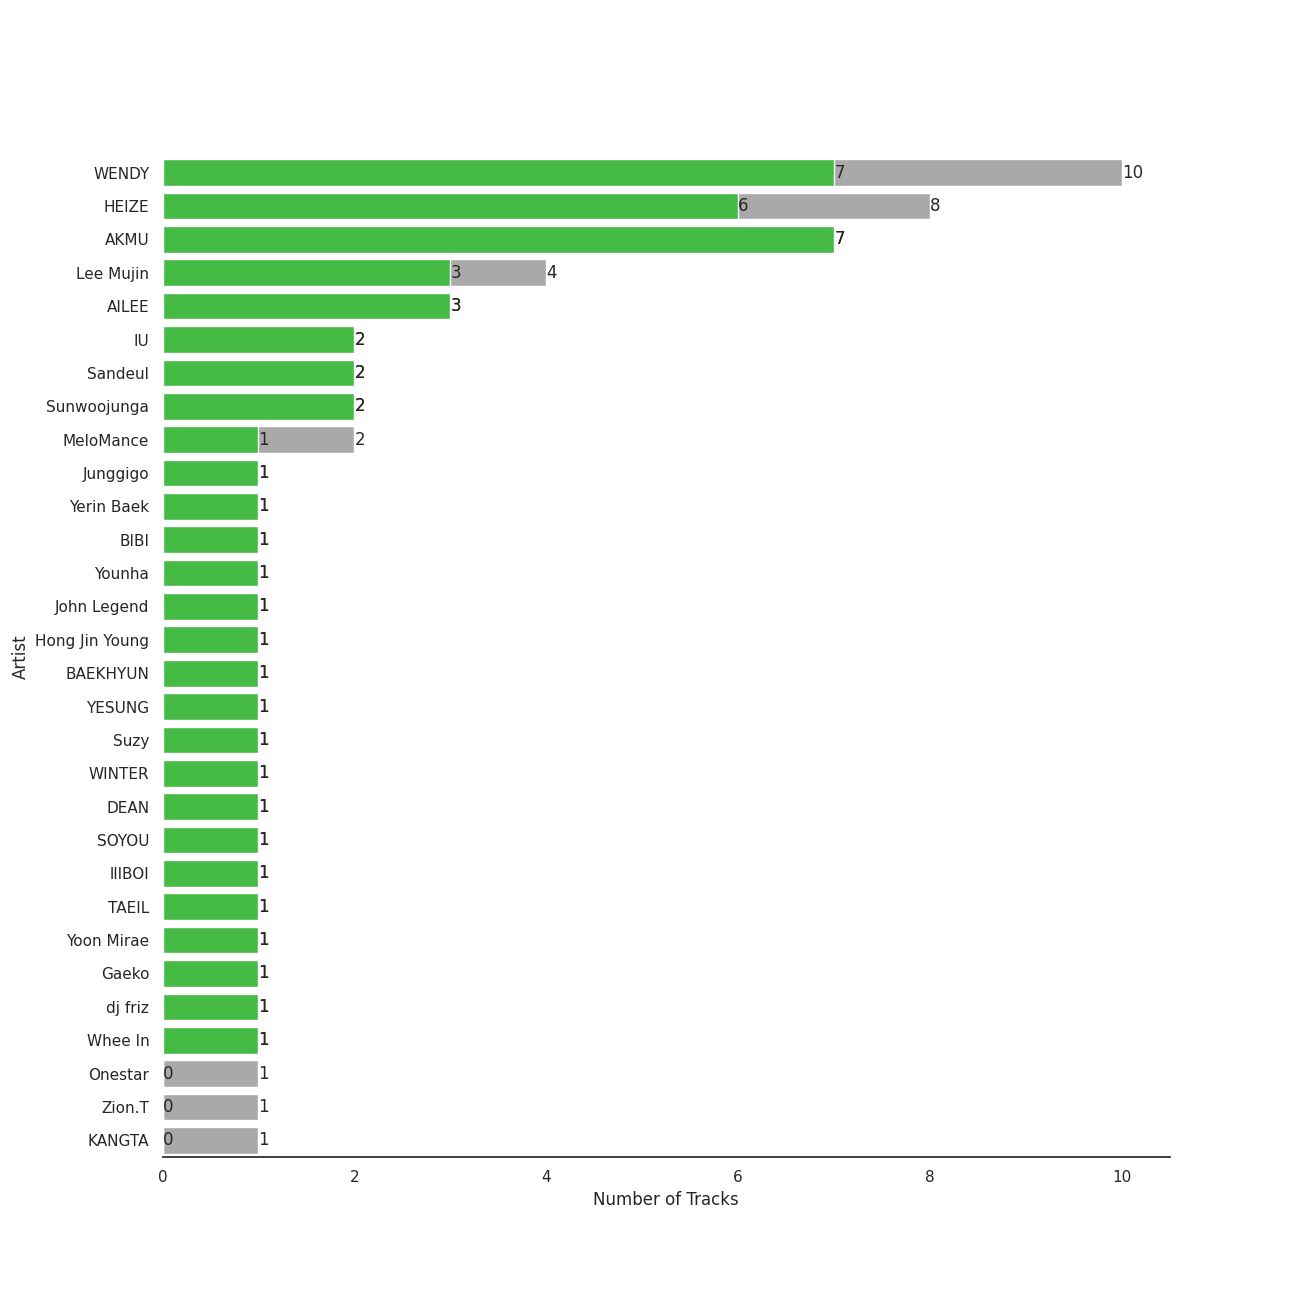 WENDY 7 10
HEIZE 6 8
AKMU 7
Lee Mujin 3 4
AILEE 3
IU 2
Sandeul 2
Sunwoojunga 2
MeloMance 1 2
Junggigo 1
Yerin Baek 1
BIBI 1
Younha 1
John Legend 1
Hong Jin Young 1
BAEKHYUN 1
YESUNG 1
Suzy 1
WINTER 1
DEAN 1
SOYOU 1
lIlBOI 1
TAEIL 1
Yoon Mirae 1
Gaeko 1
dj friz 1
Whee In 1
Onestar 0 1
Zion.T 0 1
KANGTA 0 1
Artist
0 2 4 6 8 10
Number of Tracks